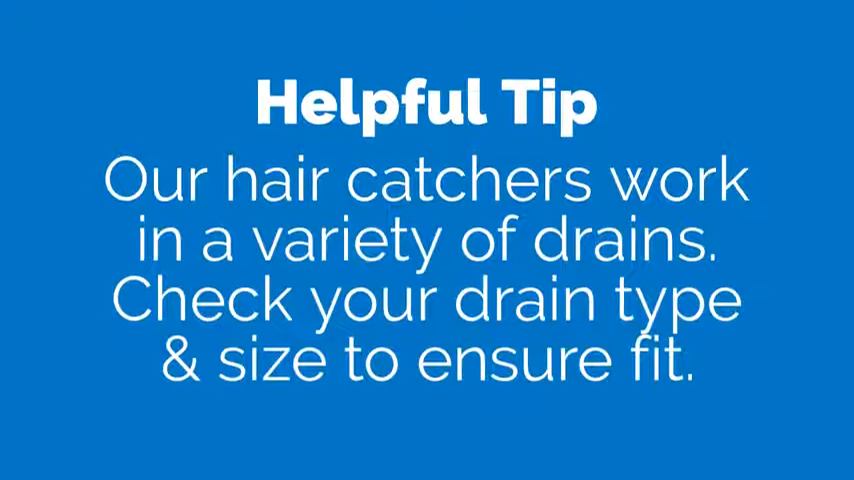 Helpful Tip
Our hair catchers work
in a variety of drains.
Check your drain type
& size to ensure fit.